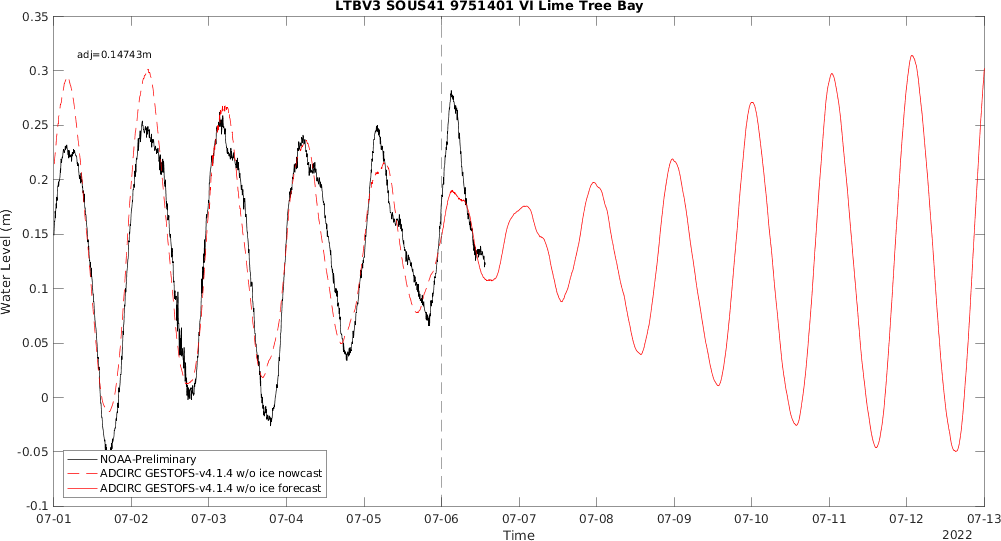 LTBV3 SOUS41 9751401 VI Lime Tree Bay
adj=0.14743m
0.35
0.3
0.25
0.2
0.15
0.1
0.05
0
-0.05
-0.1
Water Level (m)
NOAA-Preliminary
ADCIRC GESTOFS-v4.1.4 w/o ice nowcast
ADCIRC GESTOFS-v4.1.4 w/o ice forecast
07-01 07-02 07-03 07-04 07-05 07-06 07-07 07-08 07-09 07-10 07-11 07-12 07-13
Time
2022